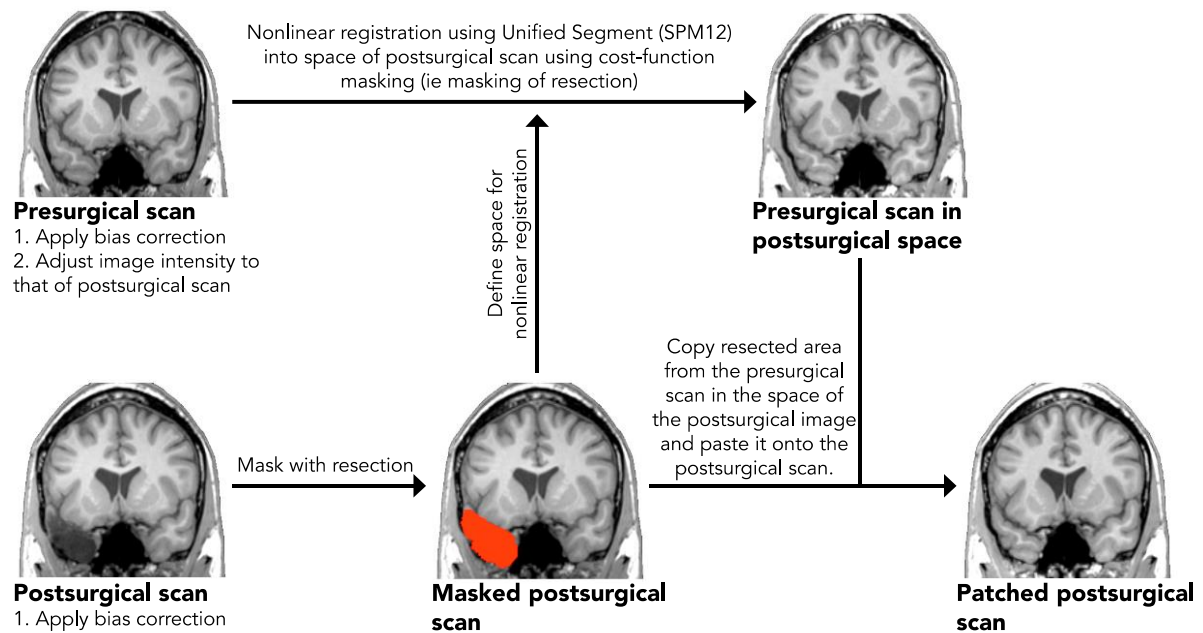 Nonlinear registration using Unified Segment (SPM12)
into space of postsurgical scan using cost-function
masking (ie masking of resection)
Presurgical scan
1. Apply bias correction
2. Adjust image intensity to
that of postsurgical scan
Define space for
nonlinear registration
Presurgical scan in
postsurgical space
Copy resected area
from the presurgical
scan in the space of
the postsurgical image
and paste it onto the
postsurgical scan.
Mask with resection
Postsurgical scan
1. Apply bias correction
Masked postsurgical
scan
Patched postsurgical
scan